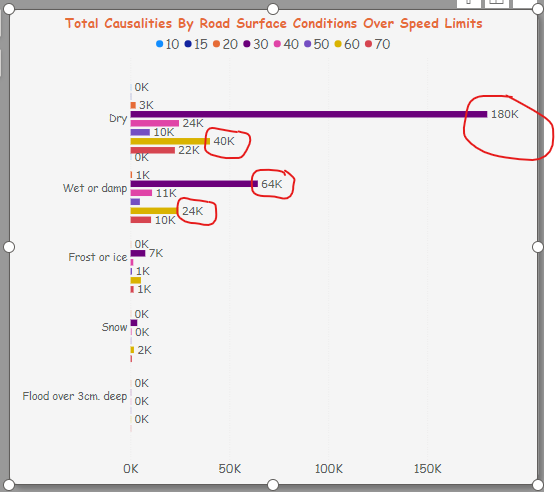 Total Causalities By Road Surface Conditions Over Speed Limits
10 15 20 30 40 50 60 70
0K
3K
Dry 180K
24K
10K
40K
22K
0K
1K
Wet or damp 64K
11K
24K
10K
0K
Frost or ice 7K
1K
1K
0K
Snow 0K
2K
0K
Flood over 3cm. deep 0K
0K
0K 50K 100K 150K